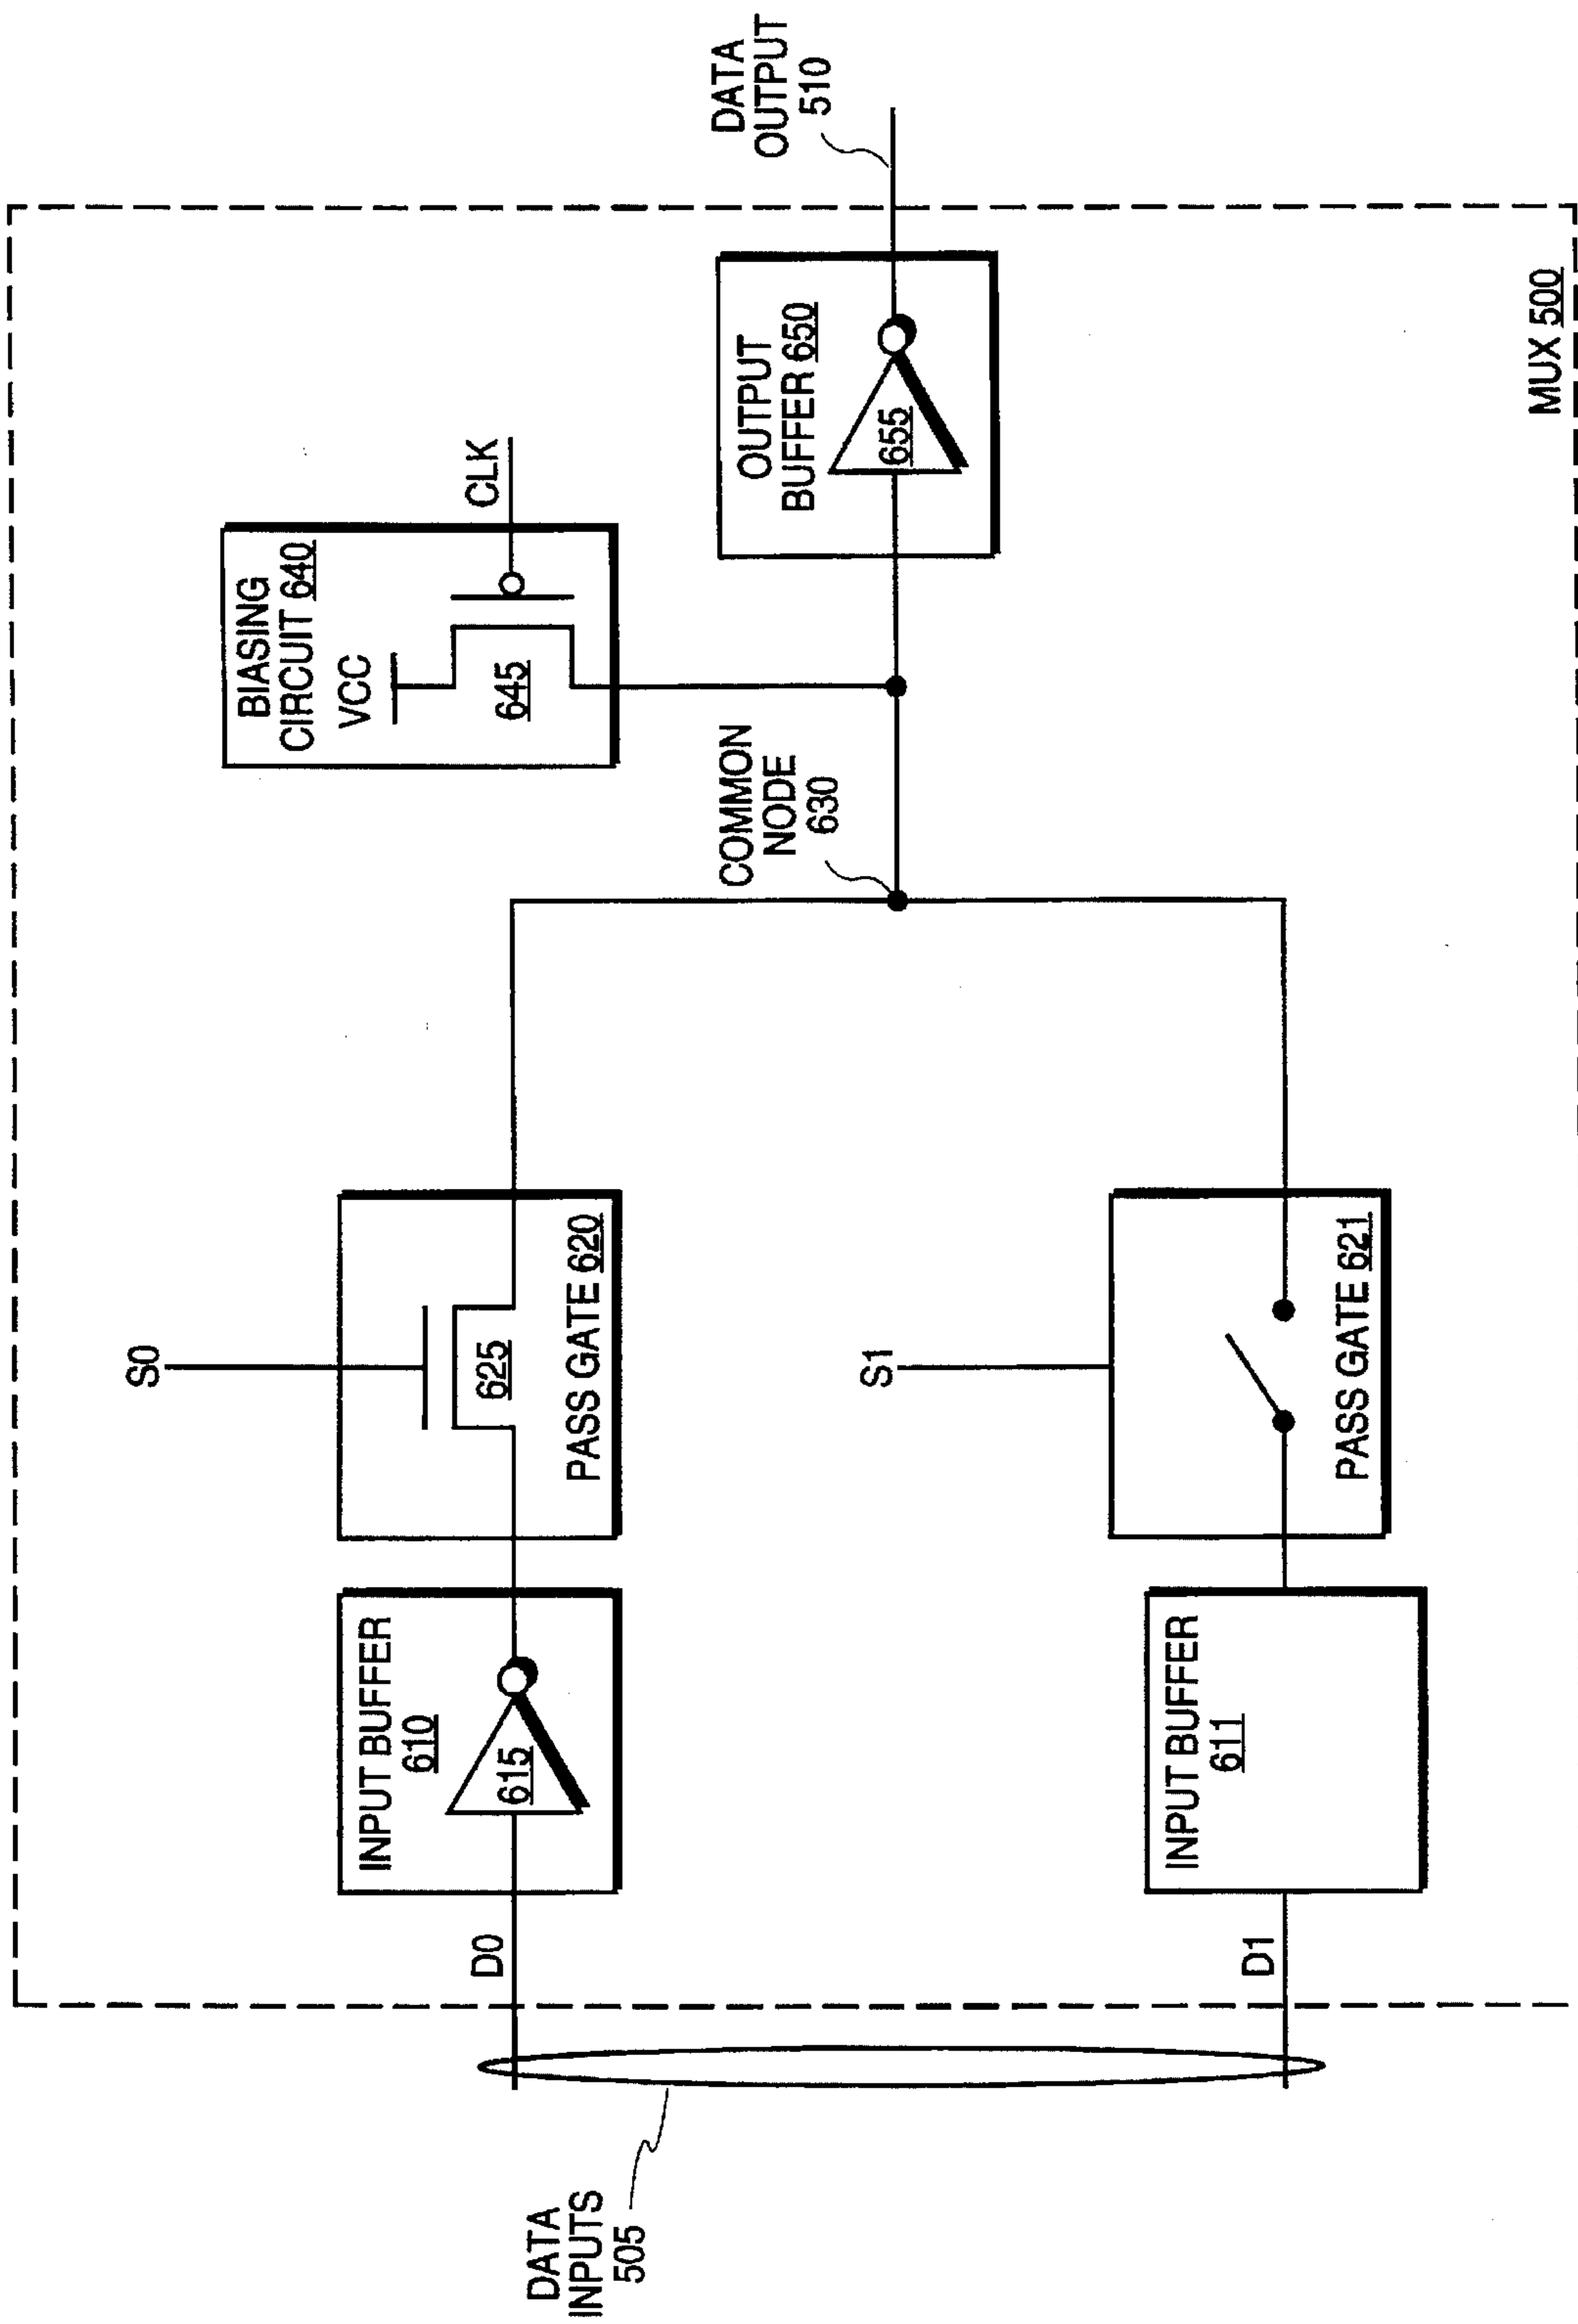 DATA
INPUTS
505
D0
INPUT BUFFER
610
615
S0
625
PASS GATE 620
D1
INPUT BUFFER
611
S1
PASS GATE 621
COMMON
NODE
630
BIASING
CIRCUIT 640
VCC
645
CLK
OUTPUT
BUFFER 650
655
DATA
OUTPUT
510
MUX 500